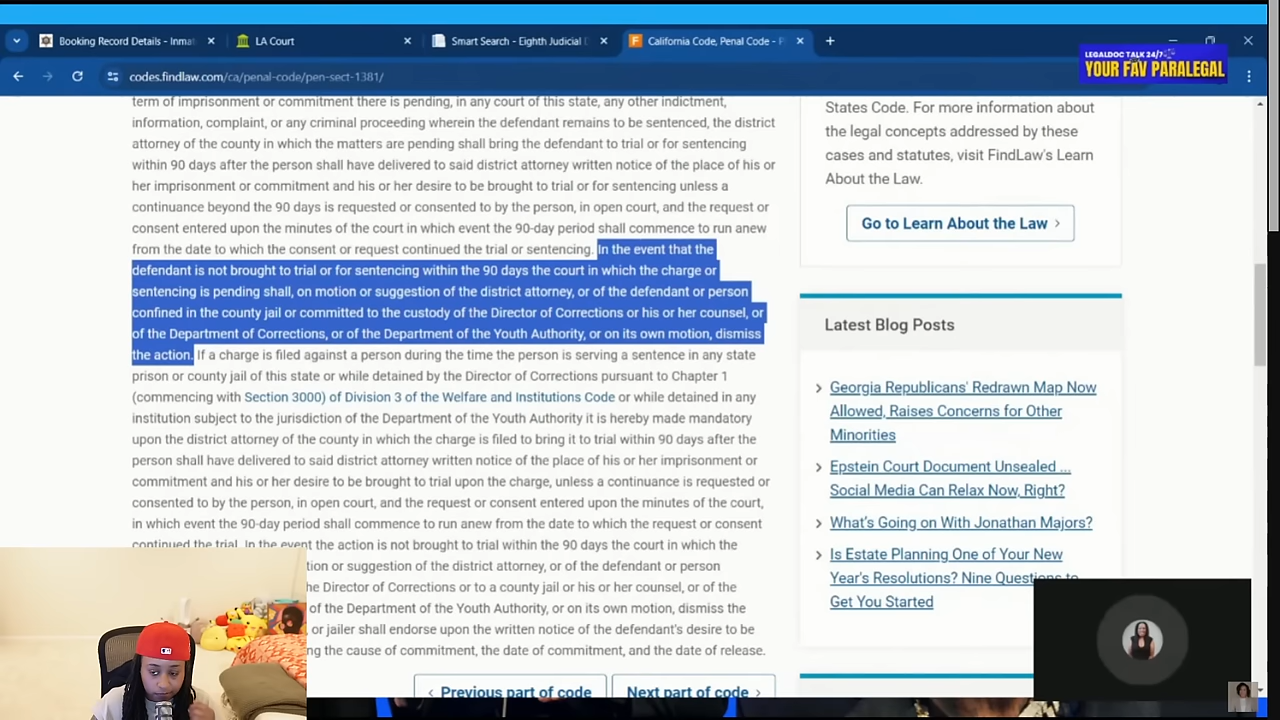 Booking Record Details - Inmat
LA Court
Smart Search - Eighth Judicial
California Code, Penal Code - P
codes.findlaw.com/ca/penal-code/pen-sect-1381/
LEGALDOC TALK 24/7
YOUR FAV PARALEGAL
term of imprisonment or commitment there is pending, in any court of this state, any other indictment,
information, complaint, or any criminal proceeding wherein the defendant remains to be sentenced, the district
attorney of the county in which the matters are pending shall bring the defendant to trial or for sentencing
within 90 days after the person shall have delivered to said district attorney written notice of the place of his or
her imprisonment or commitment and his or her desire to be brought to trial or for sentencing unless a
continuance beyond the 90 days is requested or consented to by the person, in open court, and the request or
consent entered upon the minutes of the court in which event the 90-day period shall commence to run anew
from the date to which the consent or request continued the trial or sentencing. In the event that the
defendant is not brought to trial or for sentencing within the 90 days the court in which the charge or
sentencing is pending shall, on motion or suggestion of the district attorney, or of the defendant or person
confined in the county jail or committed to the custody of the Director of Corrections or his or her counsel, or
of the Department of Corrections, or of the Department of the Youth Authority, or on its own motion, dismiss
the action. If a charge is filed against a person during the time the person is serving a sentence in any state
prison or county jail of this state or while detained by the Director of Corrections pursuant to Chapter 1
(commencing with Section 3000) of Division 3 of the Welfare and Institutions Code or while detained in any
institution subject to the jurisdiction of the Department of the Youth Authority it is hereby made mandatory
upon the district attorney of the county in which the charge is filed to bring it to trial within 90 days after the
person shall have delivered to said district attorney written notice of the place of his or her imprisonment or
commitment and his or her desire to be brought to trial upon the charge, unless a continuance is requested or
consented to by the person, in open court, and the request or consent entered upon the minutes of the court,
in which event the 90-day period shall commence to run anew from the date to which the request or consent
continued the trial. In the event the action is not brought to trial within the 90 days the court in which the
tion or suggestion of the district attorney, or of the defendant or person
he Director of Corrections or to a county jail or his or her counsel, or of the
of the Department of the Youth Authority, or on its own motion, dismiss the
or jailer shall endorse upon the written notice of the defendant's desire to be
ng the cause of commitment, the date of commitment, and the date of release.
Previous part of code
Next part of code
States Code. For more information about
the legal concepts addressed by these
cases and statutes, visit FindLaw's Learn
About the Law.
Go to Learn About the Law
Latest Blog Posts
Georgia Republicans' Redrawn Map Now
Allowed, Raises Concerns for Other
Minorities
Epstein Court Document Unsealed ...
Social Media Can Relax Now, Right?
What's Going on With Jonathan Majors?
Is Estate Planning One of Your New
Year's Resolutions? Nine Questions to
Get You Started